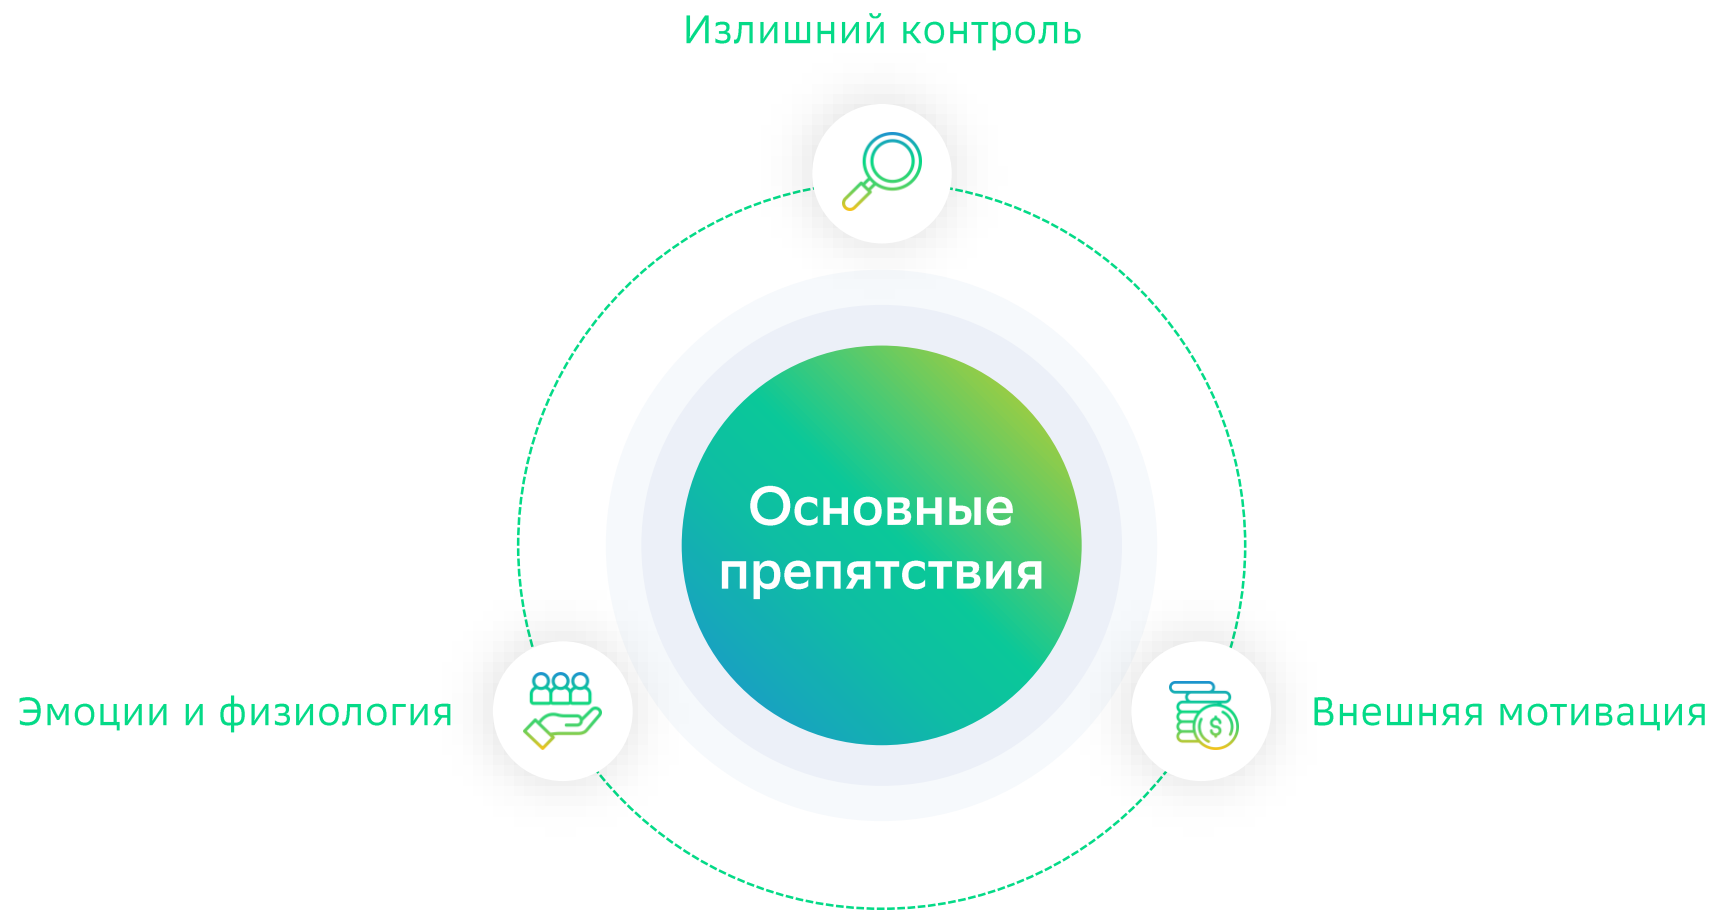 Излишний контроль
Основные
препятствия
Эмоции и физиология
Внешняя мотивация